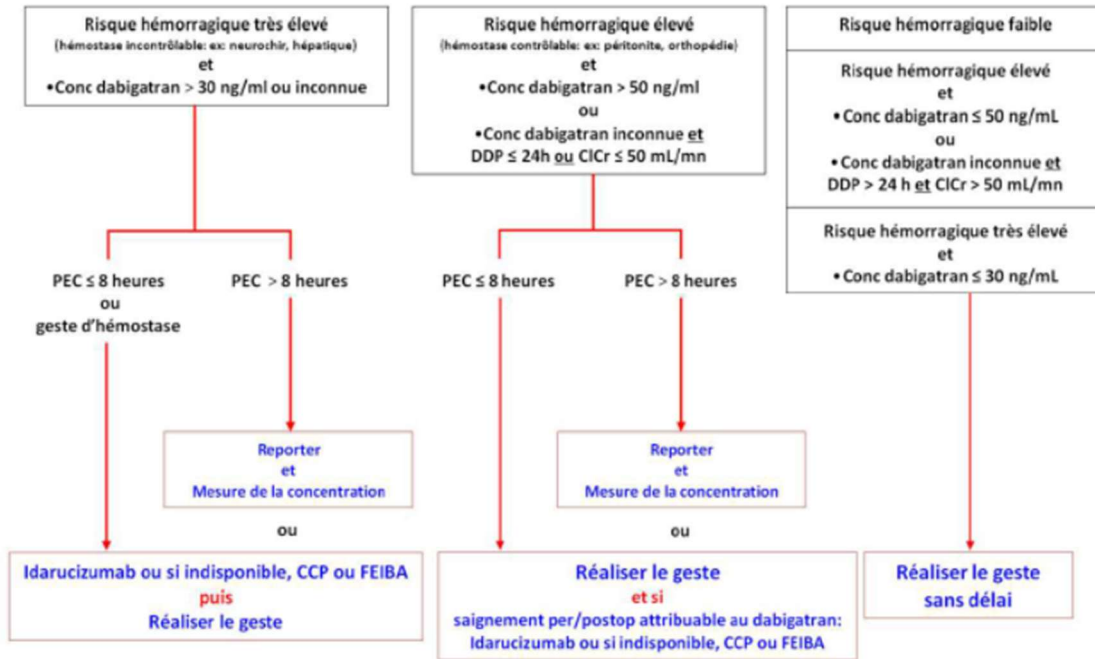 Risque hémorragique très élevé
(hémostase incontrôlable: ex: neurochir, hépatique)
et
•Conc dabigatran > 30 ng/ml ou inconnue
PEC ≤ 8 heures
ou
geste d'hémostase
PEC > 8 heures
Reporter
et
Mesure de la concentration
ou
Idarucizumab ou si indisponible, CCP ou FEIBA
puis
Réaliser le geste
Risque hémorragique élevé
(hémostase contrôlable: ex: péritonite, orthopédie)
et
•Conc dabigatran > 50 ng/ml
ou
•Conc dabigatran inconnue et
DDP ≤ 24h ou ClCr ≤ 50 mL/mn
PEC ≤ 8 heures
PEC > 8 heures
Reporter
et
Mesure de la concentration
ou
Réaliser le geste
et si
saignement per/postop attribuable au dabigatran:
Idarucizumab ou si indisponible, CCP ou FEIBA
Risque hémorragique faible
Risque hémorragique élevé
et
•Conc dabigatran ≤ 50 ng/mL
ou
•Conc dabigatran inconnue et
DDP > 24 h et ClCr > 50 mL/mn
Risque hémorragique très élevé
et
•Conc dabigatran ≤ 30 ng/mL
Réaliser le geste
sans délai